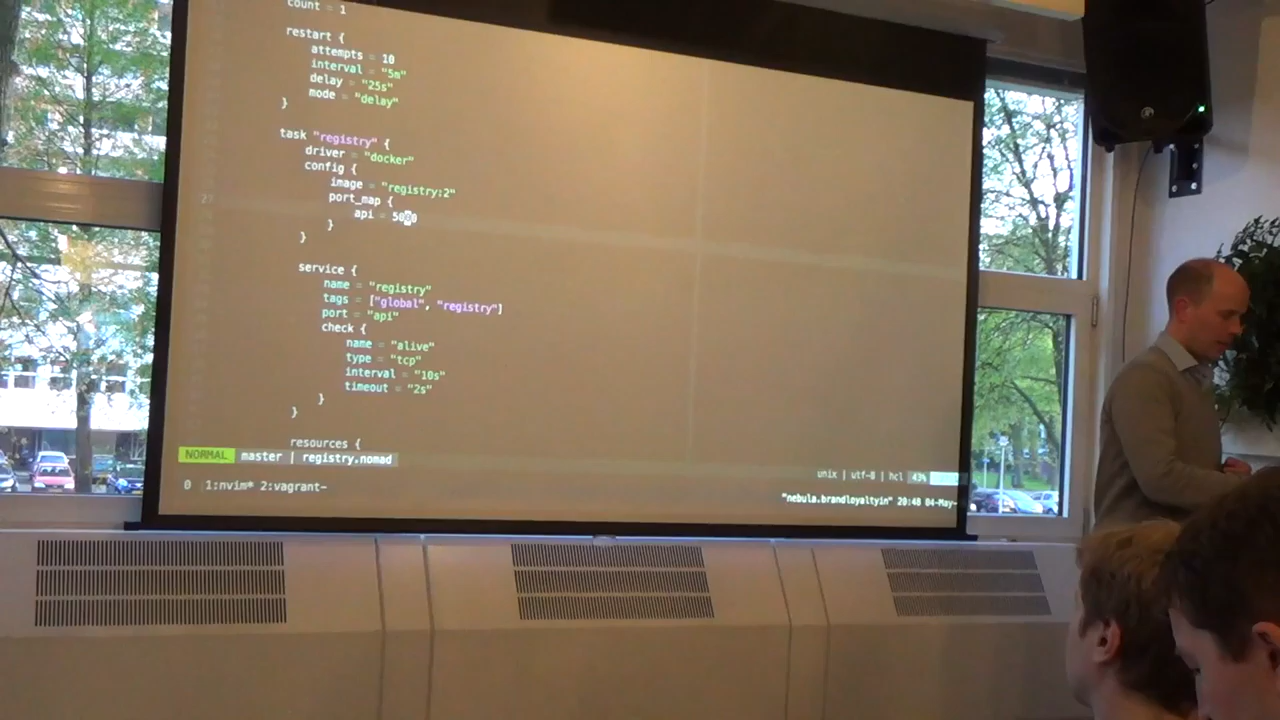 count = 1
restart {
attempts = 10
interval = "5m"
delay = "25s"
mode = "delay"
}
task "registry" {
driver = "docker"
config {
image = "registry:2"
port_map {
27
api = 5000
}
}
service {
name = "registry"
tags = ["global", "registry"]
port = "api"
check {
name = "alive"
type = "tcp"
interval = "10s"
timeout = "2s"
}
}
resources {
NORMAL master | registry.nomad
unix | utf-8 | hcl 43%
0 1:nvim* 2:vagrant-
"nebula.brandleyaltyin" 20:48 04-May-